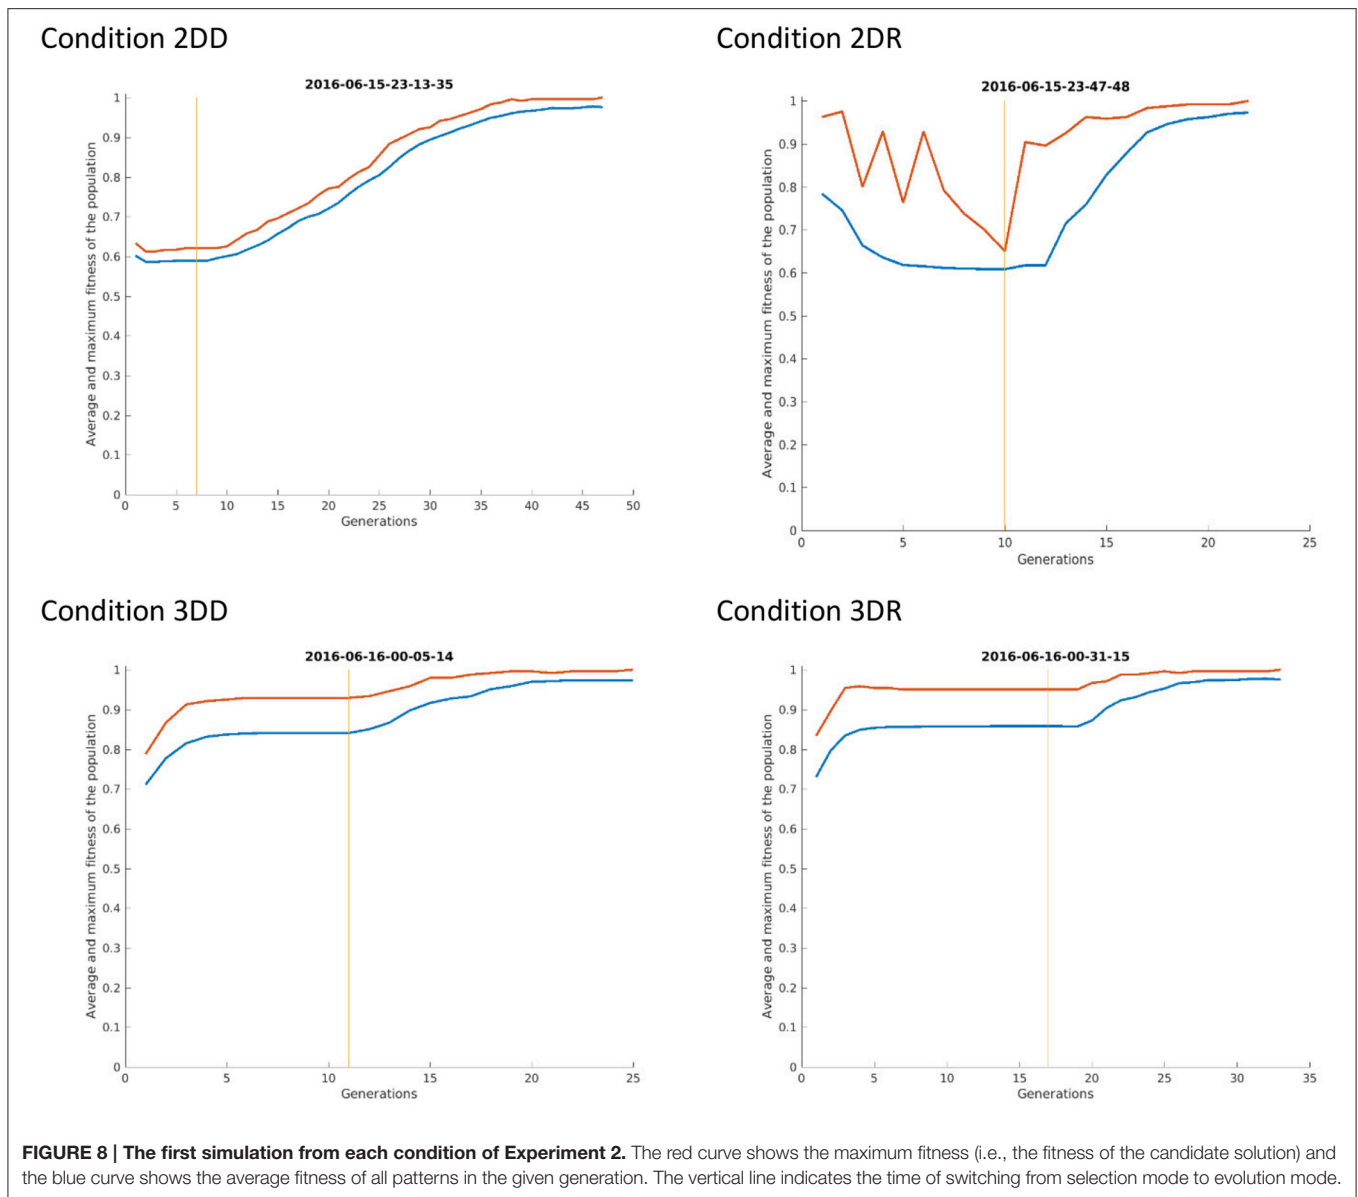 Condition 2DD
2016-06-15-23-13-35
Average and maximum fitness of the population
1
0.9
0.8
0.7
0.6
0.5
0.4
0.3
0.2
0.1
0
0 5 10 15 20 25 30 35 40 45 50
Generations
Condition 2DR
2016-06-15-23-47-48
Average and maximum fitness of the population
1
0.9
0.8
0.7
0.6
0.5
0.4
0.3
0.2
0.1
0
0 5 10 15 20 25
Generations
Condition 3DD
2016-06-16-00-05-14
Average and maximum fitness of the population
1
0.9
0.8
0.7
0.6
0.5
0.4
0.3
0.2
0.1
0
0 5 10 15 20 25
Generations
Condition 3DR
2016-06-16-00-31-15
Average and maximum fitness of the population
1
0.9
0.8
0.7
0.6
0.5
0.4
0.3
0.2
0.1
0
0 5 10 15 20 25 30 35
Generations
FIGURE 8 | The first simulation from each condition of Experiment 2. The red curve shows the maximum fitness (i.e., the fitness of the candidate solution) and
the blue curve shows the average fitness of all patterns in the given generation. The vertical line indicates the time of switching from selection mode to evolution mode.